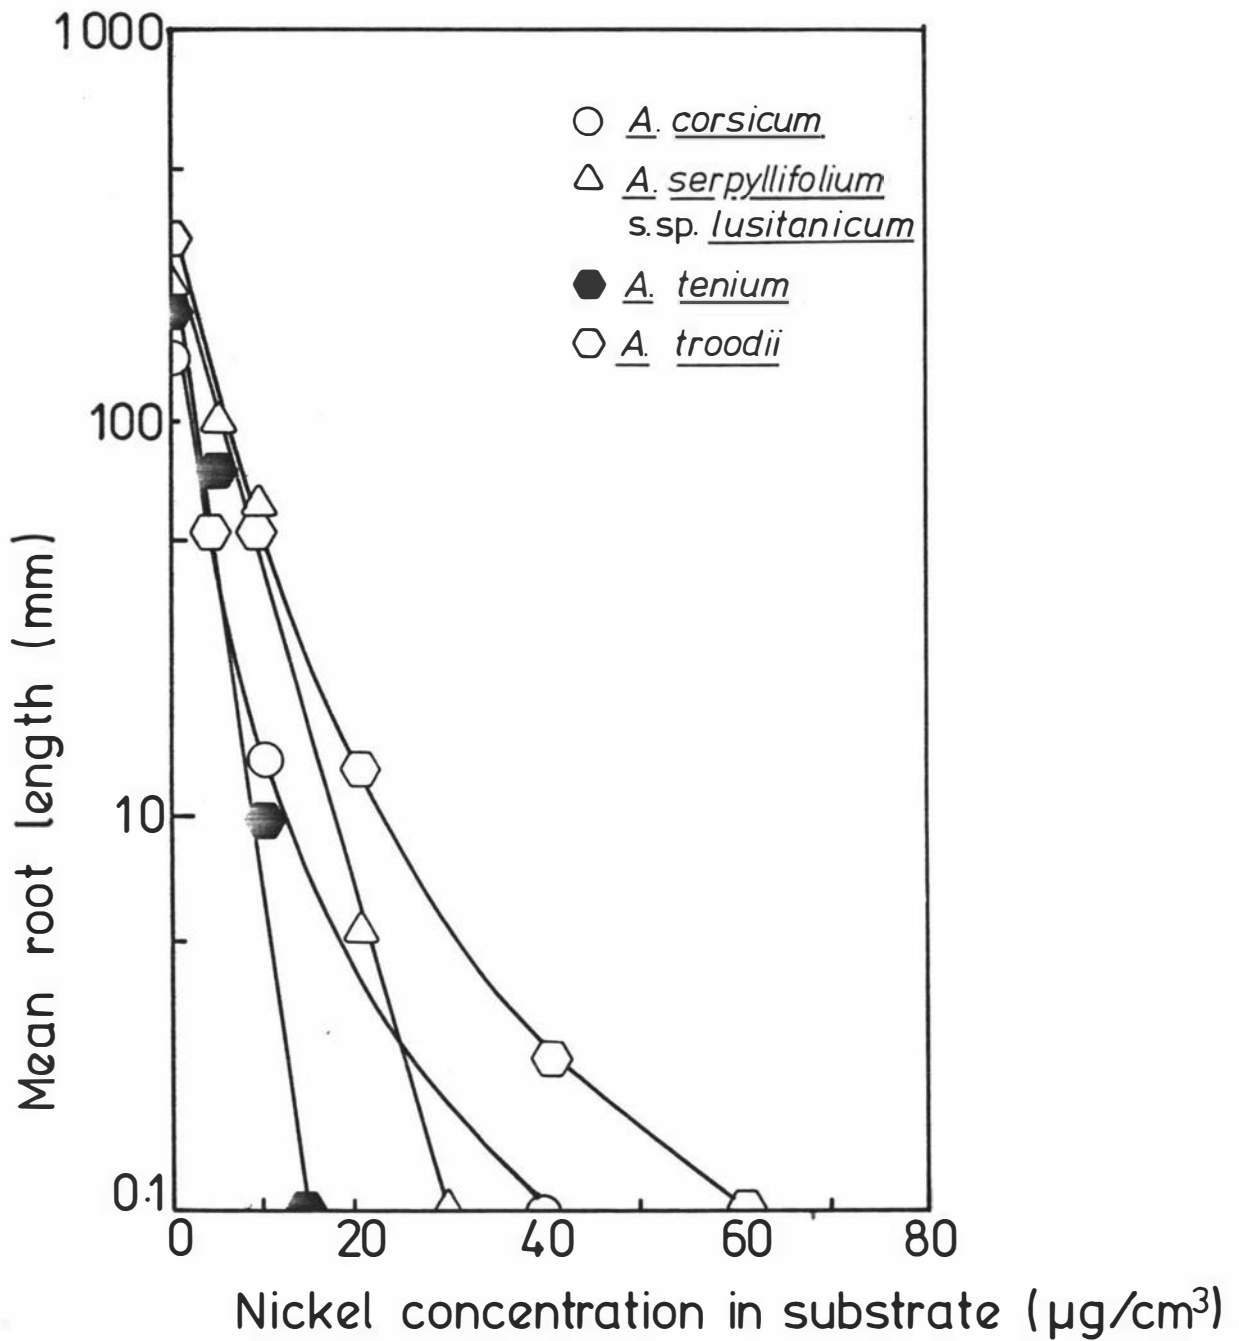 1000
A. corsicum
A. serpyllifolium
s.sp. lusitanicum
A. tenium
A. troodii
100
10
0.1
0 20 40 60 80
Mean root length (mm)
Nickel concentration in substrate (µg/cm³)